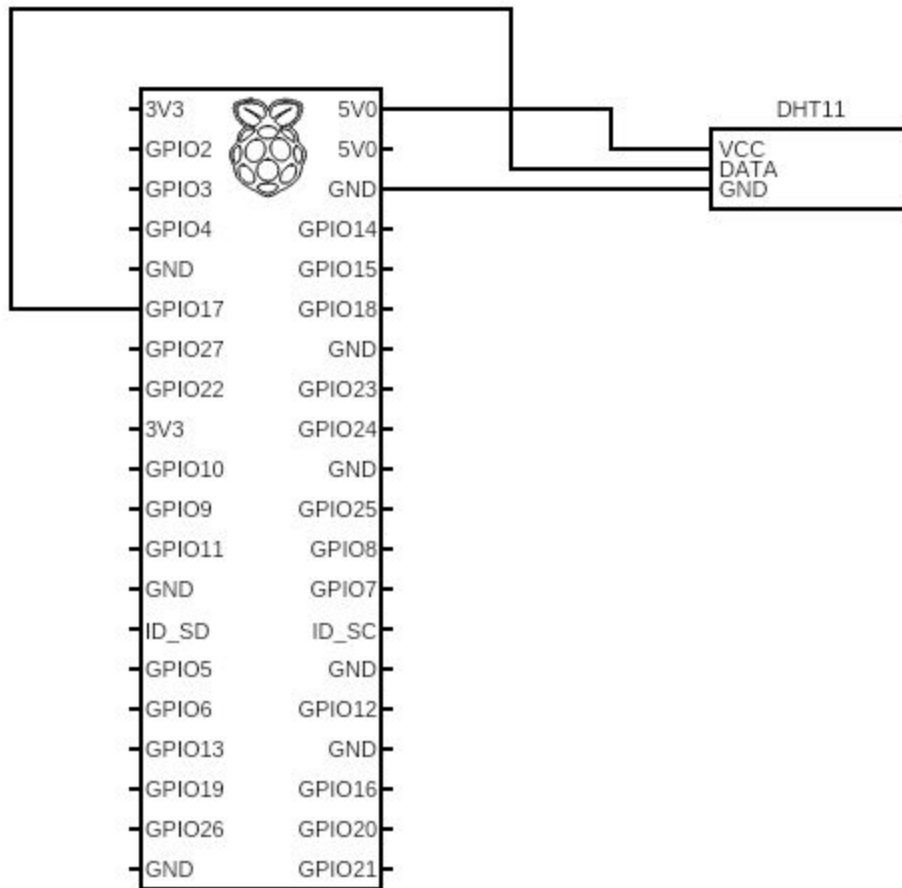 DHT11
3V3 5V0
VCC
GPIO2 5V0
DATA
GPIO3 GND
GND
GPIO4 GPIO14
GND GPIO15
GPIO17 GPIO18
GPIO27 GND
GPIO22 GPIO23
3V3 GPIO24
GPIO10 GND
GPIO9 GPIO25
GPIO11 GPIO8
GND GPIO7
ID_SD ID_SC
GPIO5 GND
GPIO6 GPIO12
GPIO13 GND
GPIO19 GPIO16
GPIO26 GPIO20
GND GPIO21